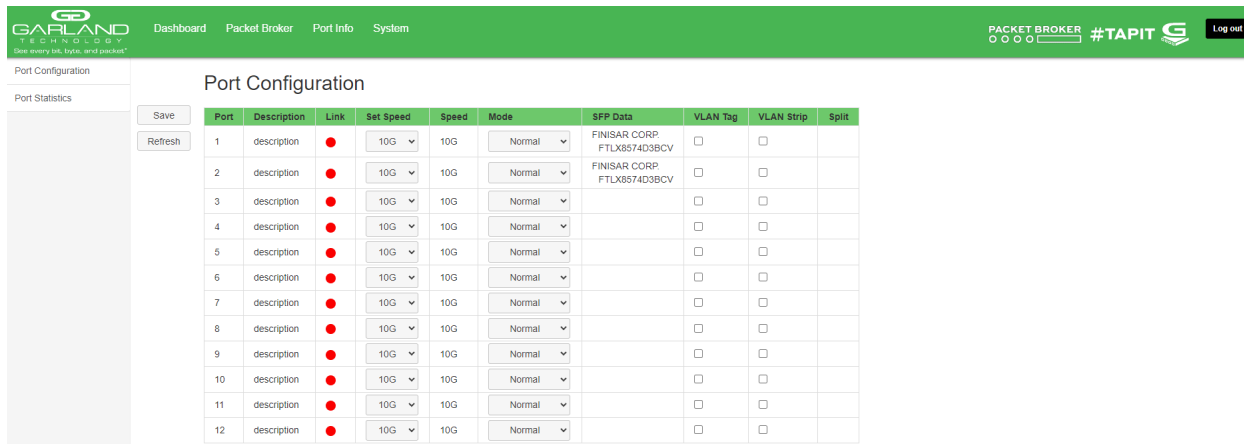 GARLAND
TECHNOLOGY
See every bit, byte, and packet®
Dashboard Packet Broker Port Info System
PACKET BROKER
#TAPIT
Log out
Port Configuration
Port Statistics
Port Configuration
Save
Refresh
Port Description Link Set Speed Speed Mode SFP Data VLAN Tag VLAN Strip Split
1 description 10G 10G Normal FINISAR CORP.
FTLX8574D3BCV
2 description 10G 10G Normal FINISAR CORP.
FTLX8574D3BCV
3 description 10G 10G Normal
4 description 10G 10G Normal
5 description 10G 10G Normal
6 description 10G 10G Normal
7 description 10G 10G Normal
8 description 10G 10G Normal
9 description 10G 10G Normal
10 description 10G 10G Normal
11 description 10G 10G Normal
12 description 10G 10G Normal